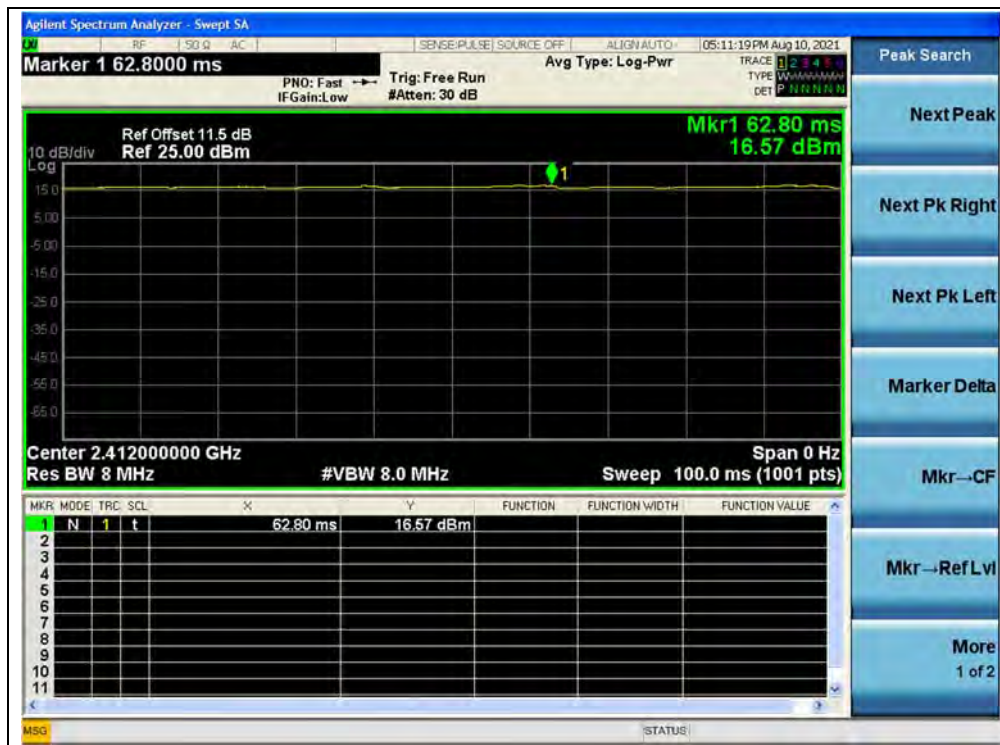 Agilent Spectrum Analyzer - Swept SA
LXI RF 50 Ω AC SENSE:PULSE SOURCE OFF ALIGN AUTO 05:11:19 PM Aug 10, 2021
Marker 1 62.8000 ms
PNO: Fast
IFGain:Low
Trig: Free Run
#Atten: 30 dB
Avg Type: Log-Pwr
TRACE 1 2 3 4 5 6
TYPE W
DET P N N N N N
Peak Search
Next Peak
Next Pk Right
Next Pk Left
Marker Delta
Mkr→CF
Mkr→Ref Lvl
More
1 of 2
Ref Offset 11.5 dB
10 dB/div Ref 25.00 dBm
Log
Mkr1 62.80 ms
16.57 dBm
1
15.0
5.00
-5.00
-15.0
-25.0
-35.0
-45.0
-55.0
-65.0
Center 2.412000000 GHz Span 0 Hz
Res BW 8 MHz #VBW 8.0 MHz Sweep 100.0 ms (1001 pts)
MKR MODE TRC SCL X Y FUNCTION FUNCTION WIDTH FUNCTION VALUE
1 N 1 t 62.80 ms 16.57 dBm
2
3
4
5
6
7
8
9
10
11
MSG STATUS